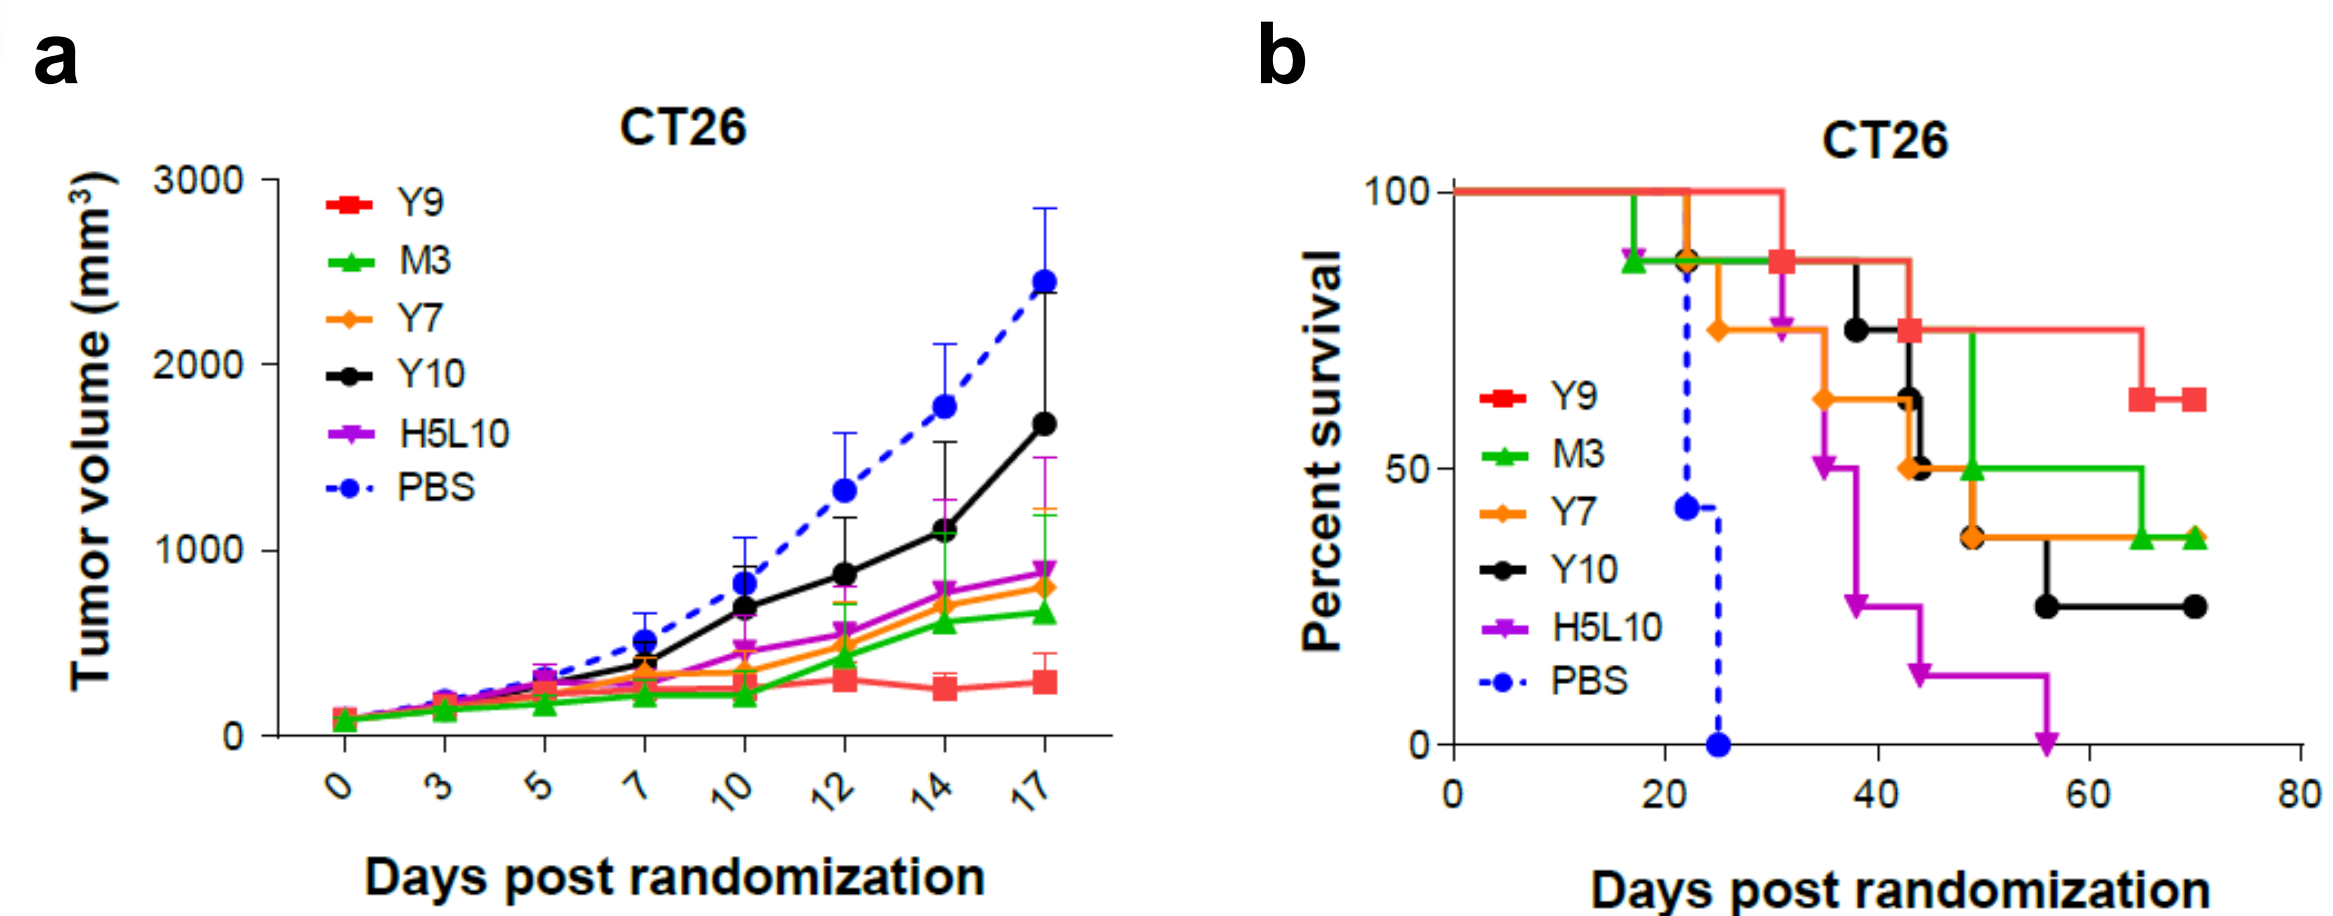 a
CT26
Tumor volume (mm³)
3000
2000
1000
0
Y9
M3
Y7
Y10
H5L10
PBS
0 3 5 7 10 12 14 17
Days post randomization
b
CT26
Percent survival
100
50
0
Y9
M3
Y7
Y10
H5L10
PBS
0 20 40 60 80
Days post randomization